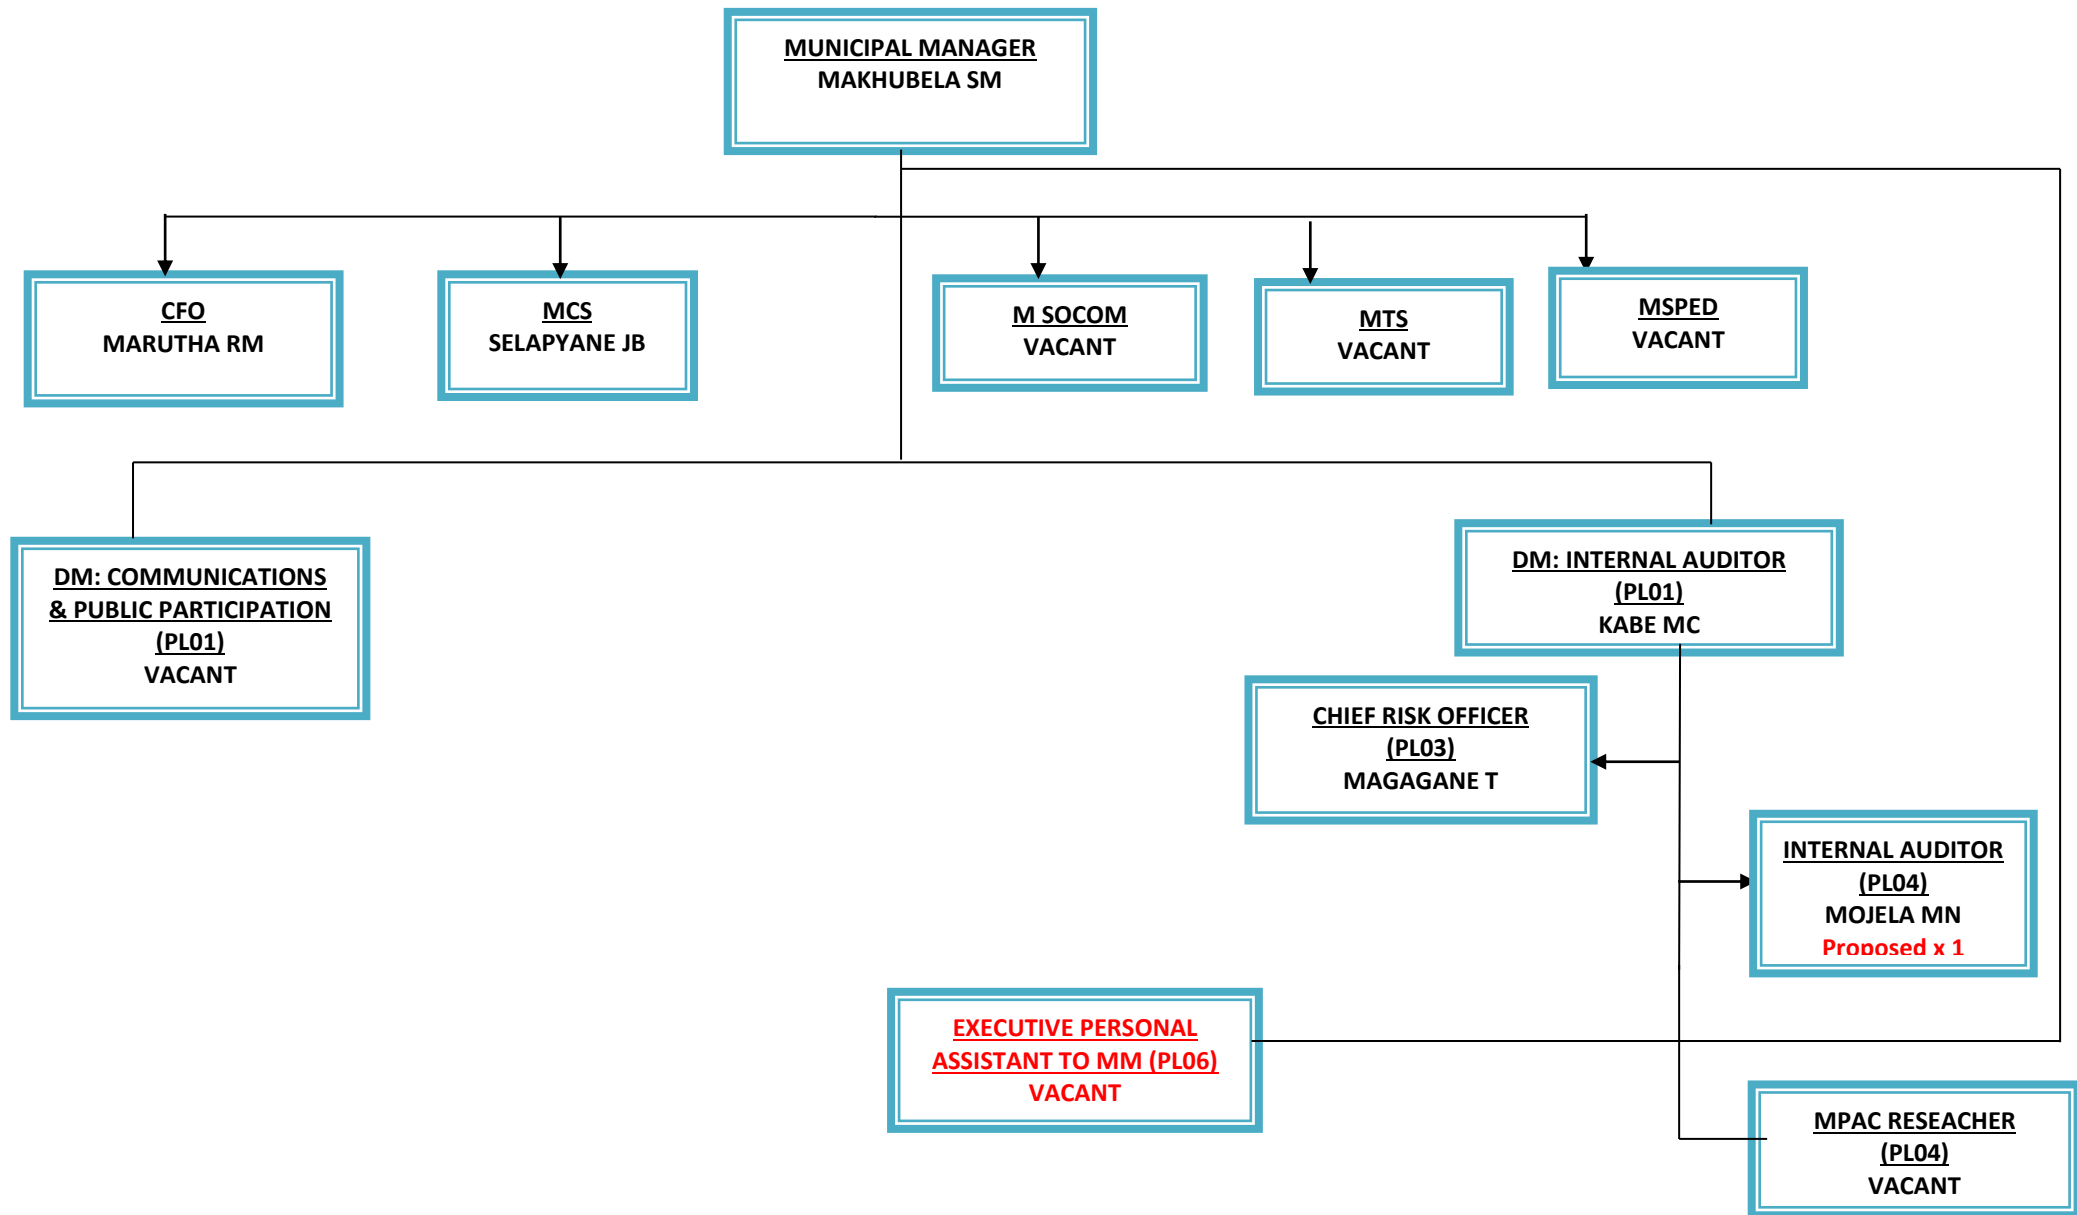 MUNICIPAL MANAGER
MAKHUBELA SM
CFO
MARUTHA RM
MCS
SELAPYANE JB
M SOCOM
VACANT
MTS
VACANT
MSPED
VACANT
DM: COMMUNICATIONS
& PUBLIC PARTICIPATION
(PL01)
VACANT
DM: INTERNAL AUDITOR
(PL01)
KABE MC
CHIEF RISK OFFICER
(PL03)
MAGAGANE T
INTERNAL AUDITOR
(PL04)
MOJELA MN
Proposed x 1
EXECUTIVE PERSONAL
ASSISTANT TO MM (PL06)
VACANT
MPAC RESEACHER
(PL04)
VACANT